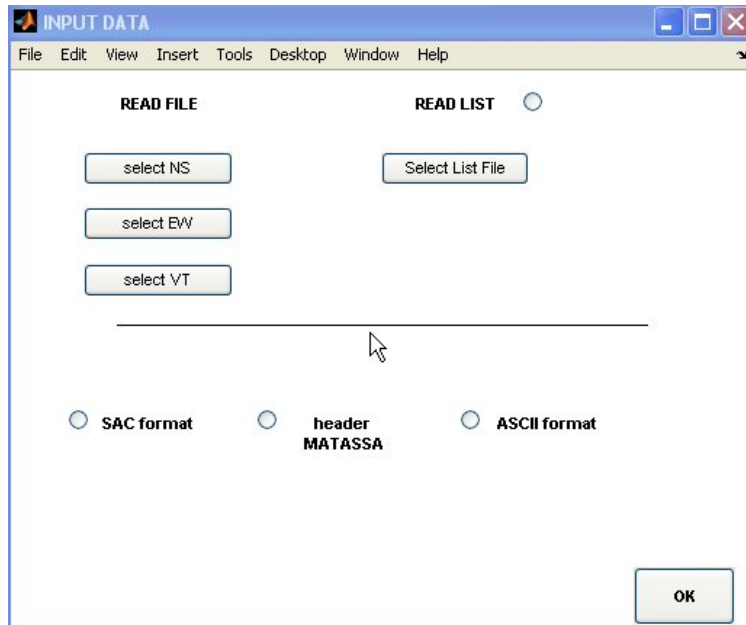 INPUT DATA
File Edit View Insert Tools Desktop Window Help
READ FILE READ LIST
select NS Select List File
select EW
select VT
SAC format header MATASSA ASCII format
OK